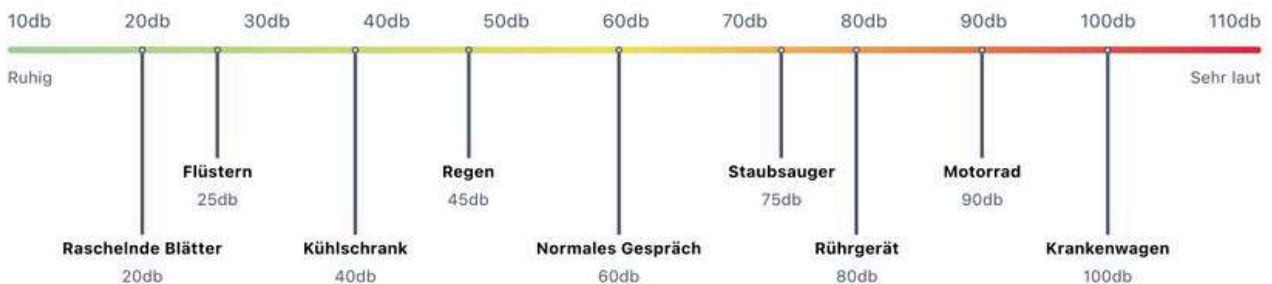 10db 20db 30db 40db 50db 60db 70db 80db 90db 100db 110db
Ruhig Sehr laut
Flüstern Regen Staubsauger Motorrad
25db 45db 75db 90db
Raschelnde Blätter Kühlschrank Normales Gespräch Rührgerät Krankenwagen
20db 40db 60db 80db 100db